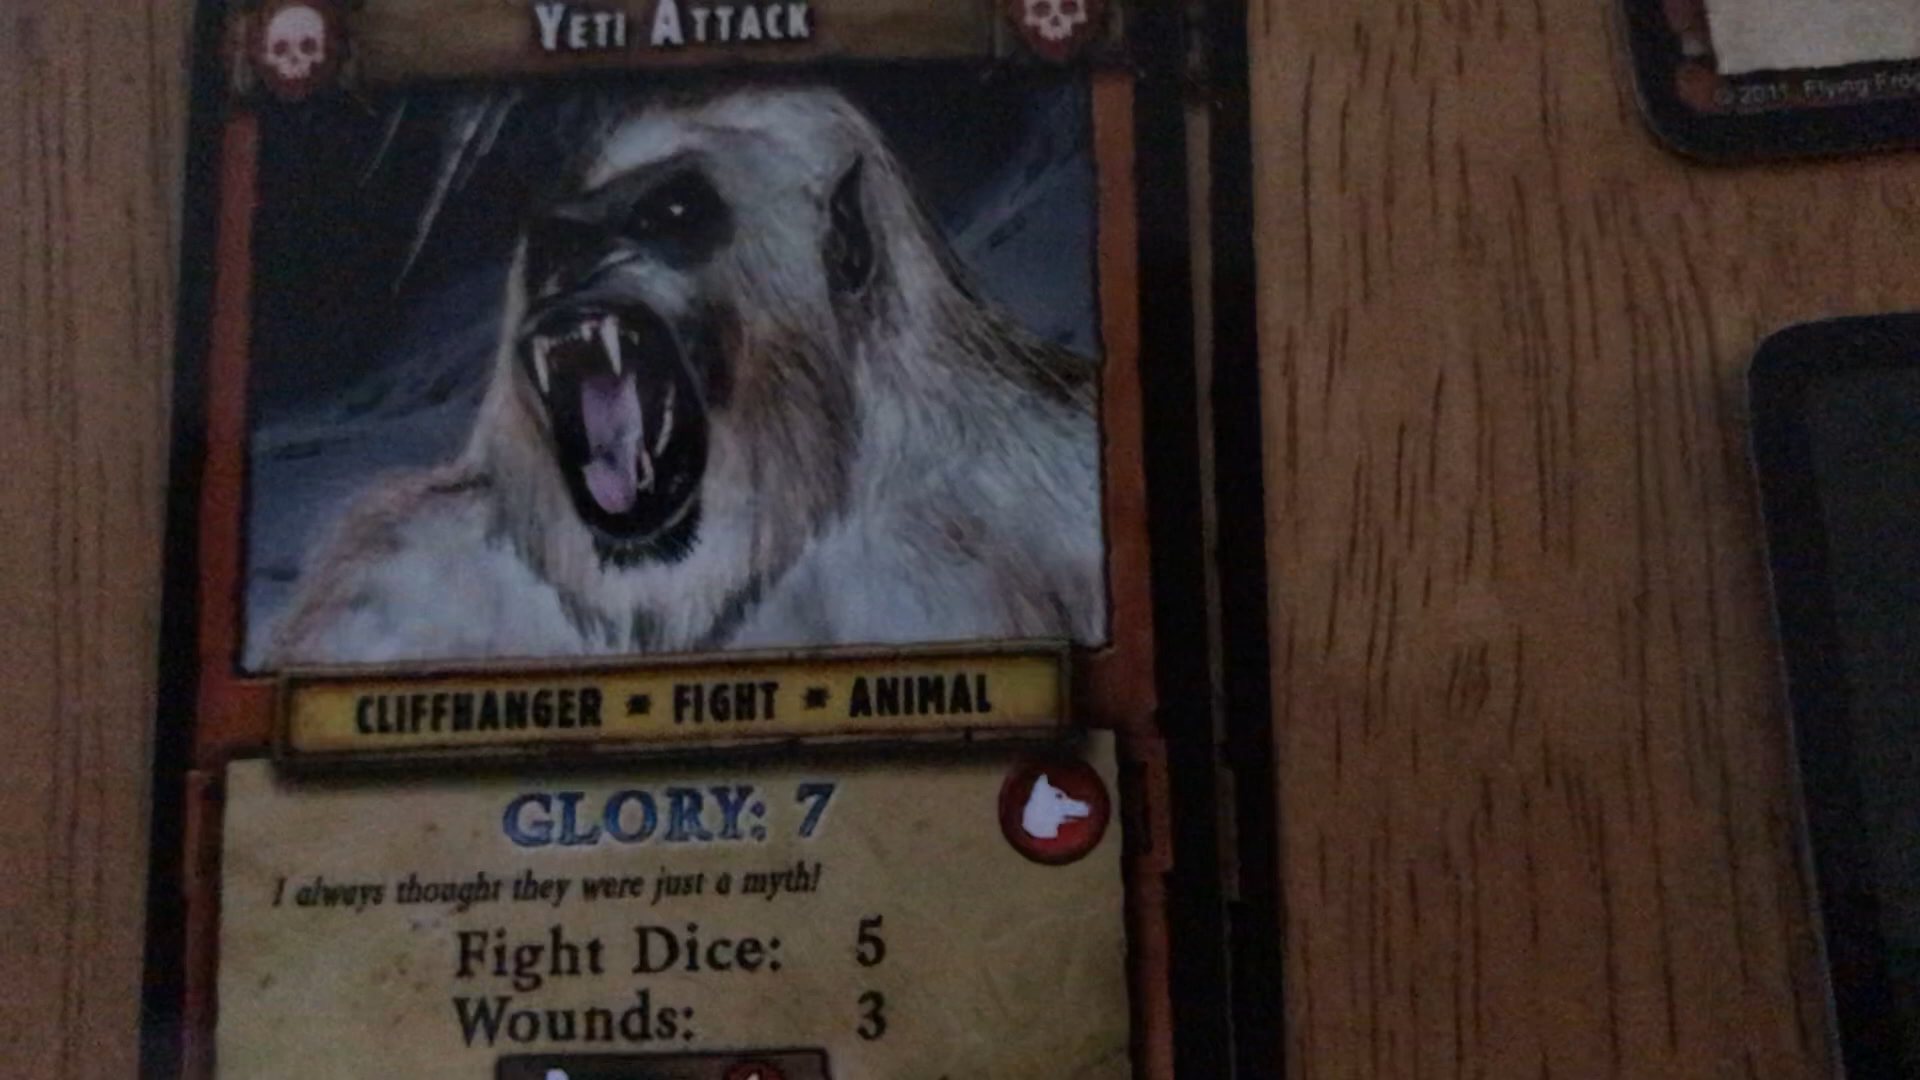 Yeti Attack
© 2011 Flying Frog
CLIFFHANGER * FIGHT * ANIMAL
GLORY: 7
I always thought they were just a myth!
Fight Dice: 5
Wounds: 3